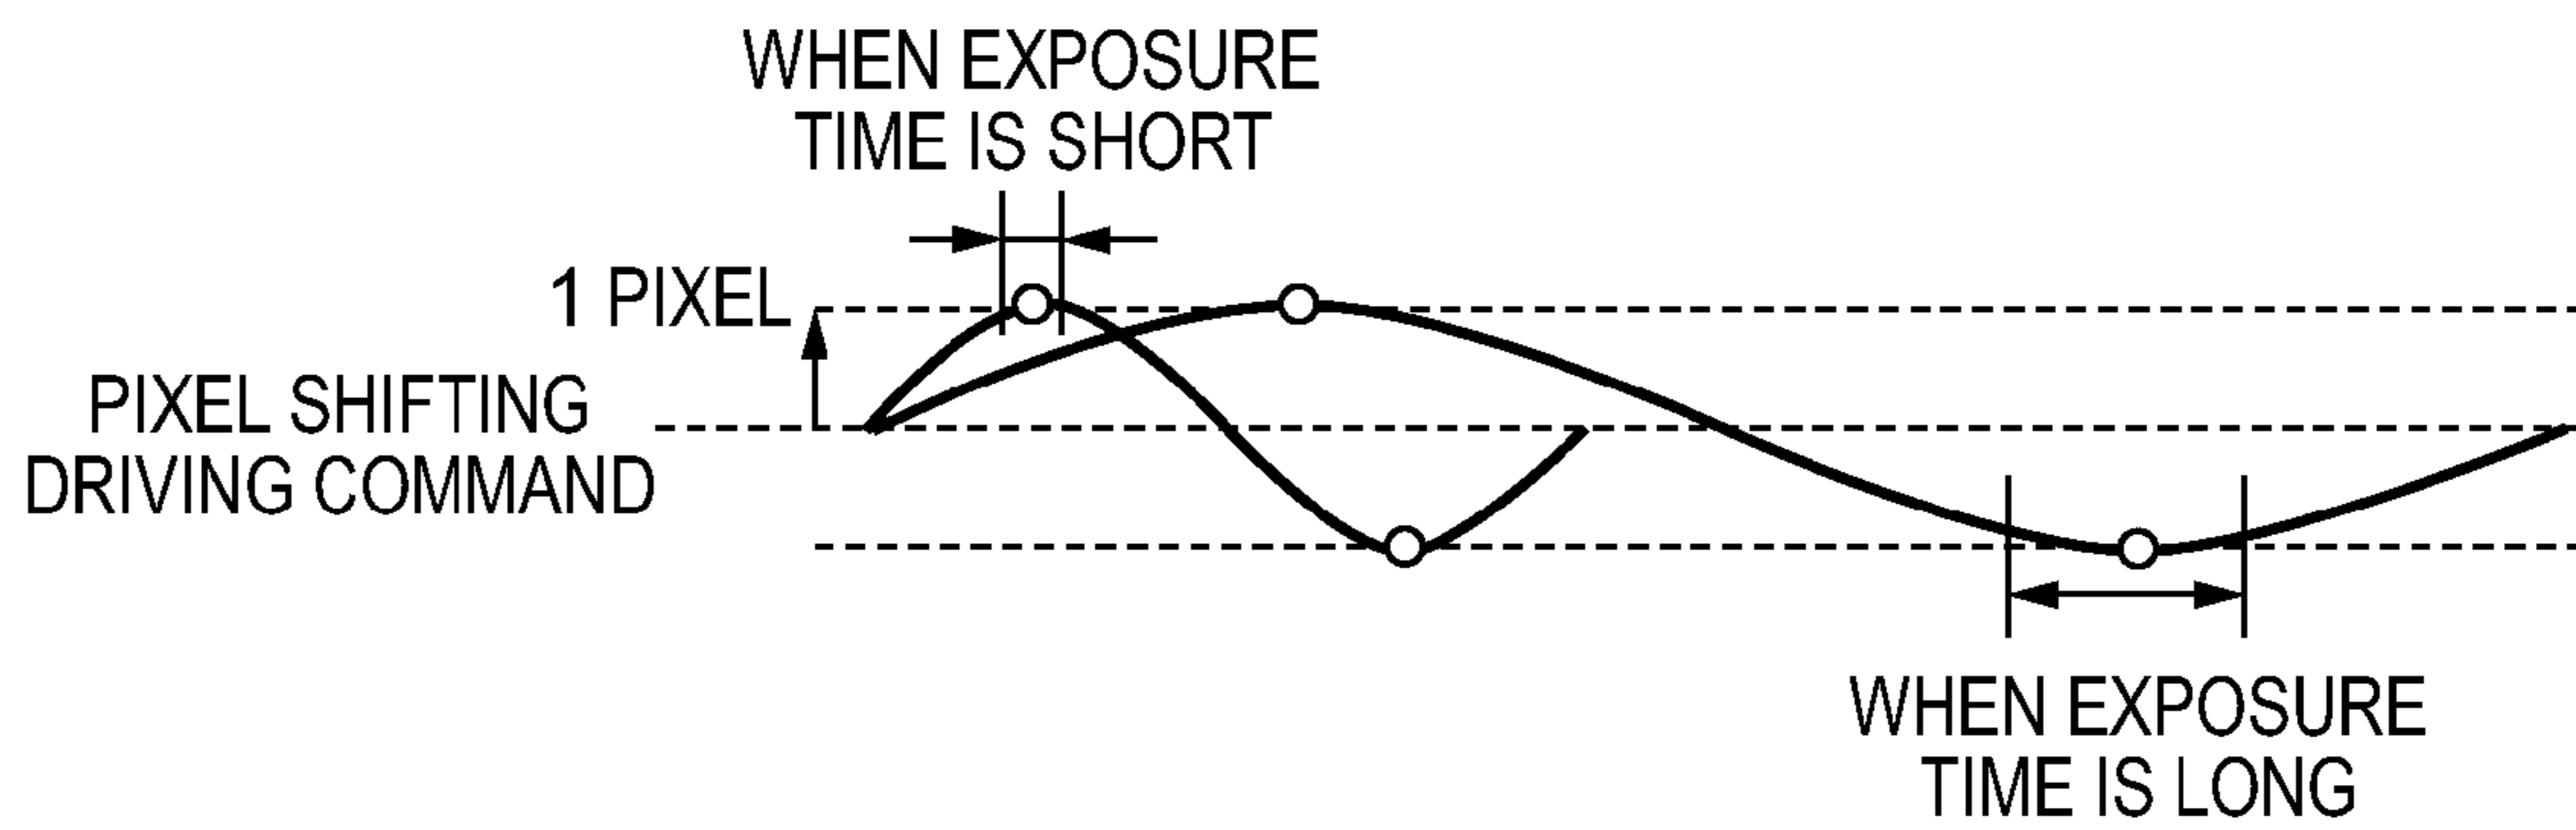 WHEN EXPOSURE
TIME IS SHORT
1 PIXEL
PIXEL SHIFTING
DRIVING COMMAND
WHEN EXPOSURE
TIME IS LONG